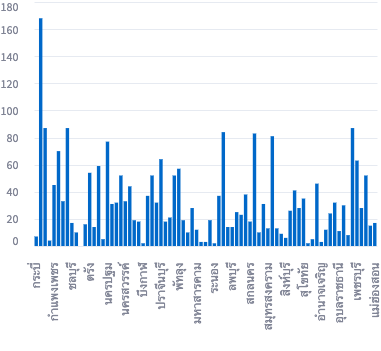 180
160
140
120
100
80
60
40
20
0
กระบี่
กำแพงเพชร
ชลบุรี
ตรัง
นครปฐม
นครสวรรค์
บึงกาฬ
ปราจีนบุรี
พัทลุง
มหาสารคาม
ระนอง
ลพบุรี
สกลนคร
สมุทรสงคราม
สิงห์บุรี
สุโขทัย
อำนาจเจริญ
อุบลราชธานี
เพชรบุรี
แม่ฮ่องสอน